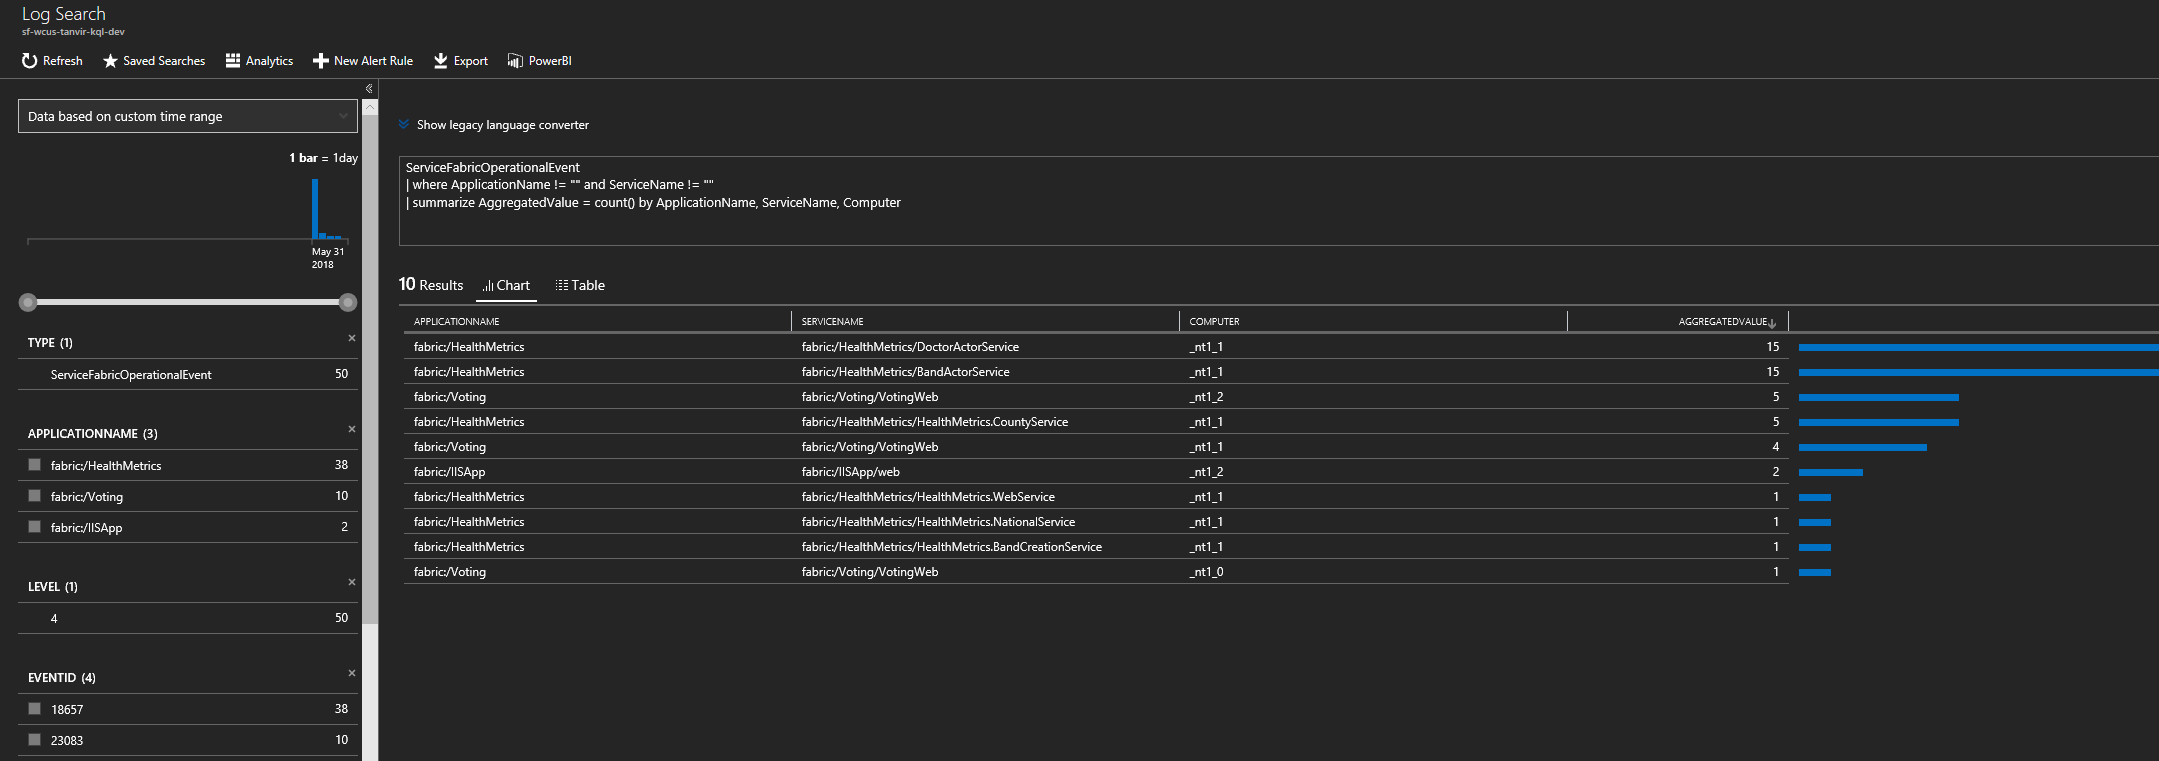 Log Search
sf-wcus-tanvir-kql-dev
Refresh Saved Searches Analytics New Alert Rule Export PowerBI
Data based on custom time range
1 bar = 1day
May 31
2018
TYPE (1)
ServiceFabricOperationalEvent 50
APPLICATIONNAME (3)
fabric:/HealthMetrics 38
fabric:/Voting 10
fabric:/IISApp 2
LEVEL (1)
4 50
EVENTID (4)
18657 38
23083 10
Show legacy language converter
ServiceFabricOperationalEvent
| where ApplicationName != "" and ServiceName != ""
| summarize AggregatedValue = count() by ApplicationName, ServiceName, Computer
10 Results Chart Table
APPLICATIONNAME SERVICENAME COMPUTER AGGREGATEDVALUE
fabric:/HealthMetrics fabric:/HealthMetrics/DoctorActorService _nt1_1 15
fabric:/HealthMetrics fabric:/HealthMetrics/BandActorService _nt1_1 15
fabric:/Voting fabric:/Voting/VotingWeb _nt1_2 5
fabric:/HealthMetrics fabric:/HealthMetrics/HealthMetrics.CountyService _nt1_1 5
fabric:/Voting fabric:/Voting/VotingWeb _nt1_1 4
fabric:/IISApp fabric:/IISApp/web _nt1_2 2
fabric:/HealthMetrics fabric:/HealthMetrics/HealthMetrics.WebService _nt1_1 1
fabric:/HealthMetrics fabric:/HealthMetrics/HealthMetrics.NationalService _nt1_1 1
fabric:/HealthMetrics fabric:/HealthMetrics/HealthMetrics.BandCreationService _nt1_1 1
fabric:/Voting fabric:/Voting/VotingWeb _nt1_0 1